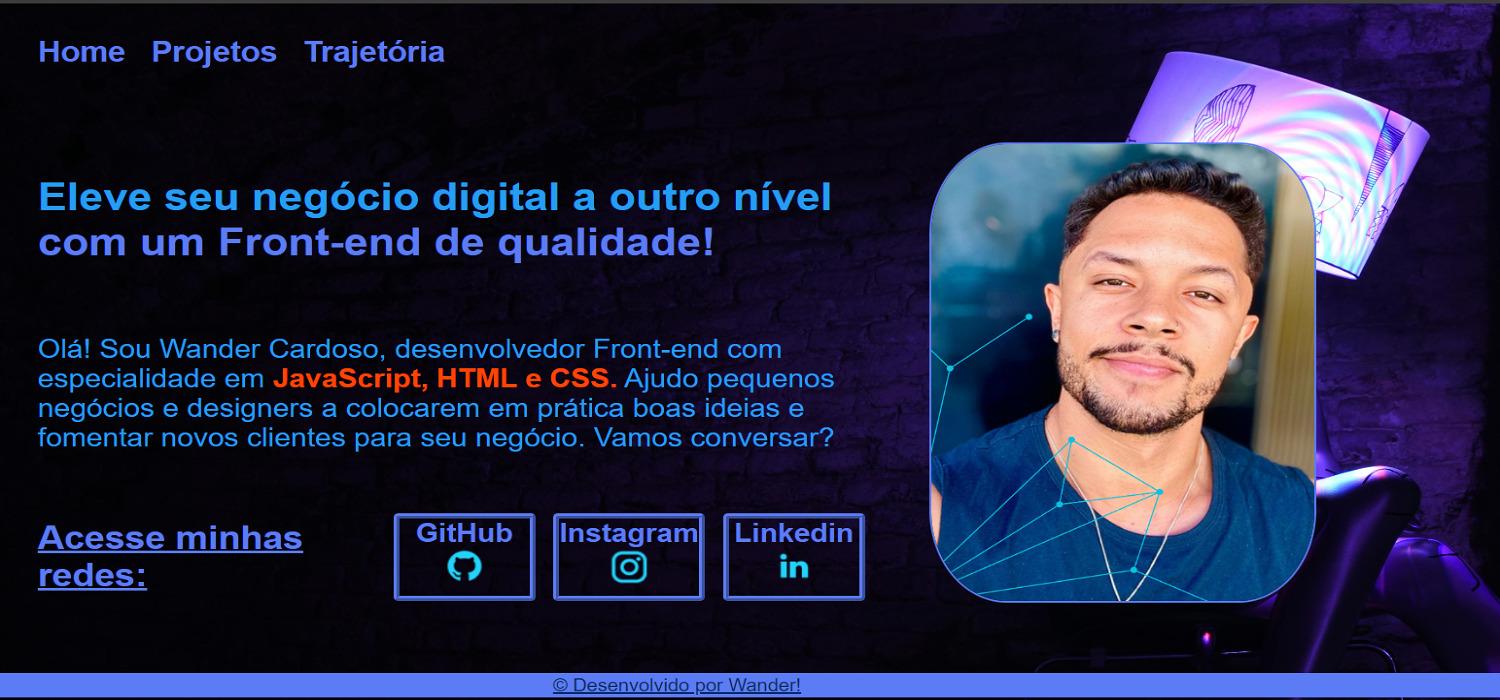 Home Projetos Trajetória
Eleve seu negócio digital a outro nível
com um Front-end de qualidade!
Olá! Sou Wander Cardoso, desenvolvedor Front-end com
especialidade em JavaScript, HTML e CSS. Ajudo pequenos
negócios e designers a colocarem em prática boas ideias e
fomentar novos clientes para seu negócio. Vamos conversar?
Acesse minhas
redes:
GitHub
Instagram
Linkedin
in
© Desenvolvido por Wander!